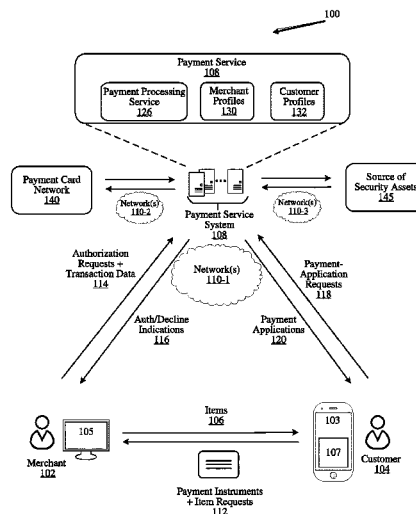 100
Payment Service
108
Payment Processing
Service
126
Merchant
Profiles
130
Customer
Profiles
132
Payment Card
Network
140
Network(s)
110-2
Payment Service
System
108
Network(s)
110-3
Source of
Security Assets
145
Authorization
Requests +
Transaction Data
114
Network(s)
110-1
Payment-
Application
Requests
118
Auth/Decline
Indications
116
Payment
Applications
120
Items
106
105
103
107
Merchant
102
Customer
104
Payment Instruments
+ Item Requests
112